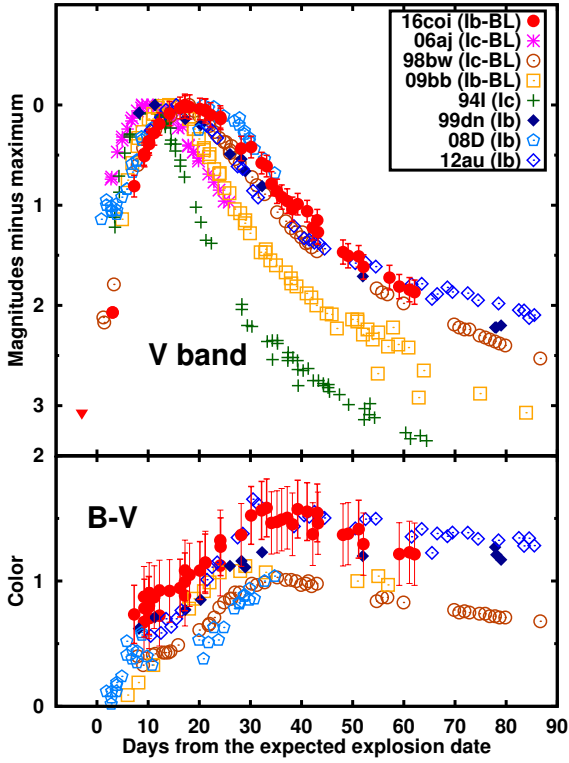 16coi (Ib-BL)
06aj (Ic-BL)
98bw (Ic-BL)
09bb (Ib-BL)
94I (Ic)
99dn (Ib)
08D (Ib)
12au (Ib)
-1
0
1
2
3
Magnitudes minus maximum
V band
2
1
0
Color
B-V
0 10 20 30 40 50 60 70 80 90
Days from the expected explosion date